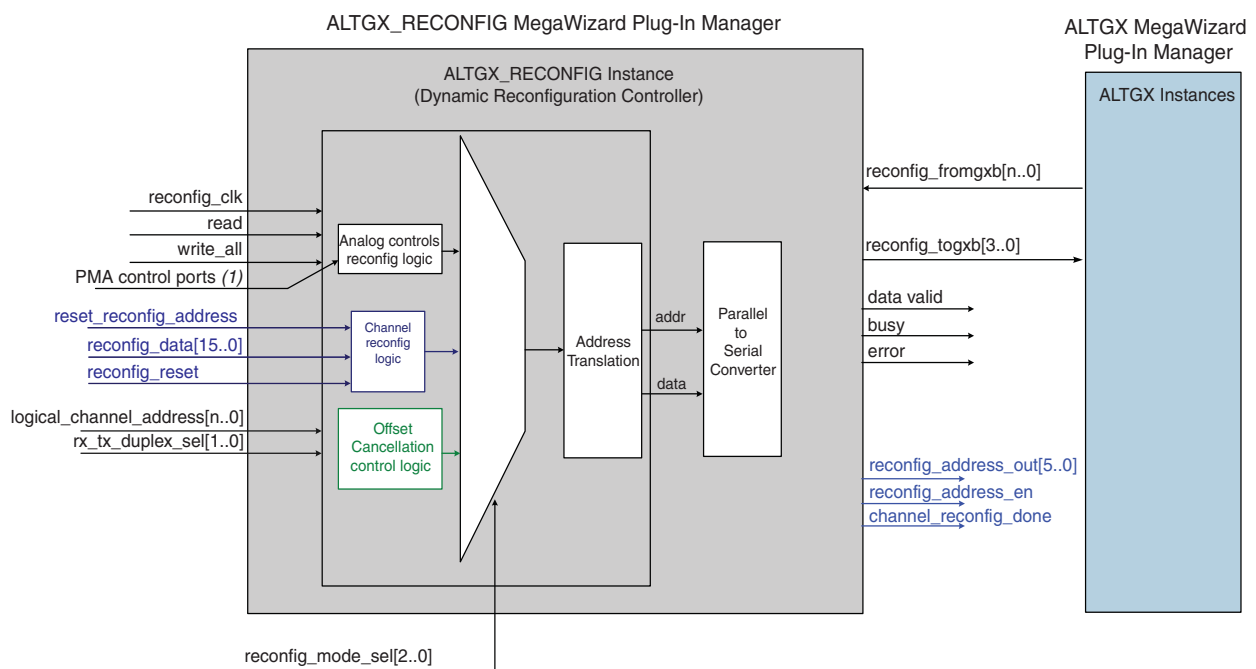 ALTGX_RECONFIG MegaWizard Plug-In Manager
ALTGX MegaWizard
Plug-In Manager
ALTGX_RECONFIG Instance
(Dynamic Reconfiguration Controller)
ALTGX Instances
reconfig_clk
read
write_all
PMA control ports (1)
reset_reconfig_address
reconfig_data[15..0]
reconfig_reset
logical_channel_address[n..0]
rx_tx_duplex_sel[1..0]
Analog controls
reconfig logic
Channel
reconfig
logic
Offset
Cancellation
control logic
Address
Translation
addr
data
Parallel
to
Serial
Converter
reconfig_fromgxb[n..0]
reconfig_togxb[3..0]
data valid
busy
error
reconfig_address_out[5..0]
reconfig_address_en
channel_reconfig_done
reconfig_mode_sel[2..0]